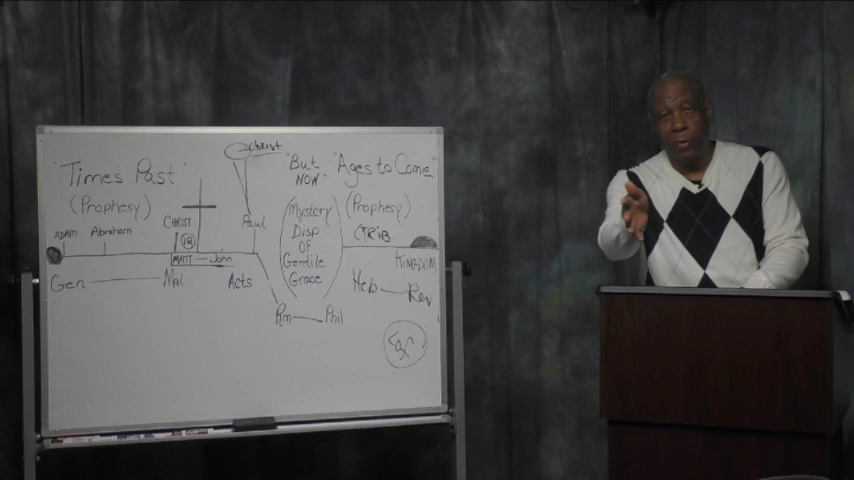 "Times Past"
(Prophesy)
ADAM
Abraham
CHRIST
18
MATT — John
Gen — Mal
Acts
Christ
Paul
"But NOW"
(Mystery
Disp
Of
Gentile
Grace)
Rm — Phil
"Ages to Come"
(Prophesy)
TRIB
KINGDOM
Heb — Rev